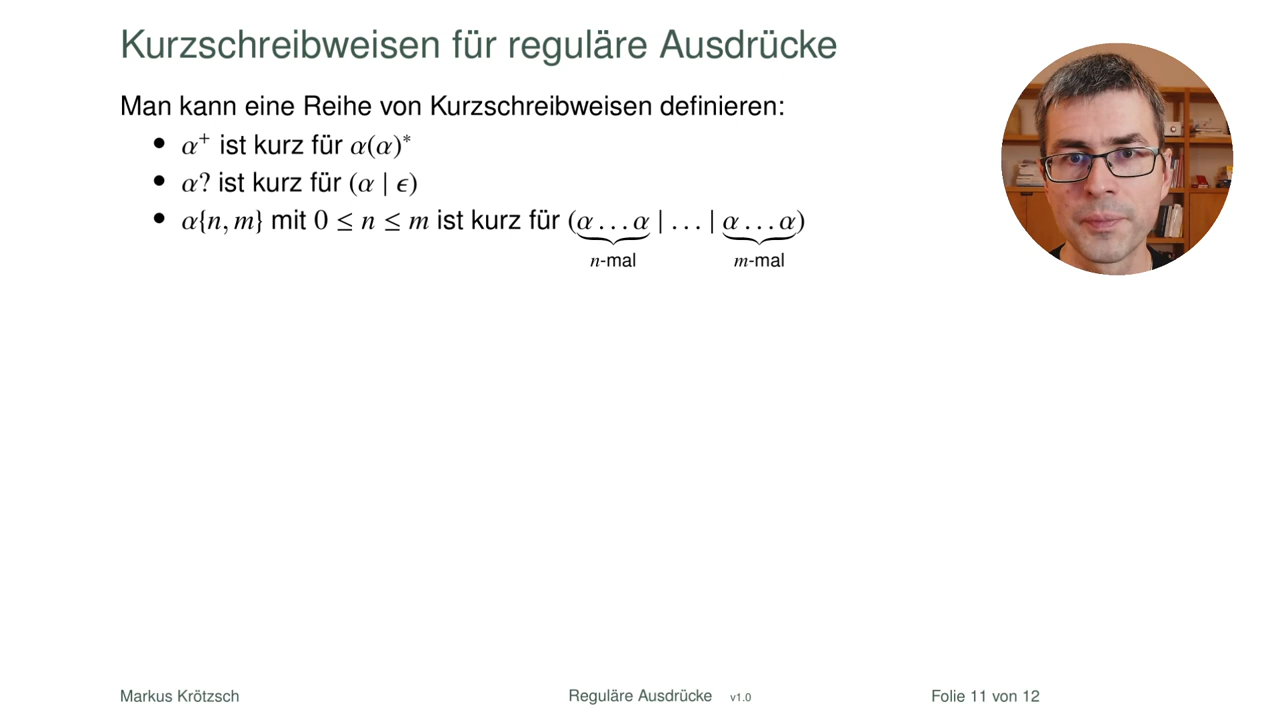 Kurzschreibweisen für reguläre Ausdrücke
Man kann eine Reihe von Kurzschreibweisen definieren:
• α⁺ ist kurz für α(α)*
• α? ist kurz für (α | ϵ)
• α{n, m} mit 0 ≤ n ≤ m ist kurz für (α … α | … | α … α)
n-mal m-mal
Markus Krötzsch Reguläre Ausdrücke v1.0 Folie 11 von 12